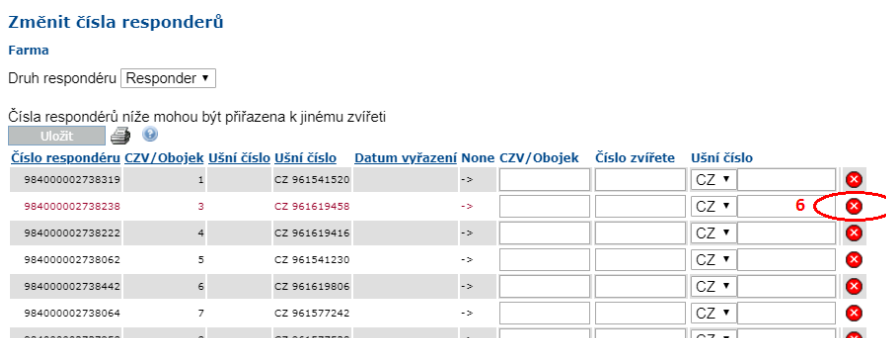 Změnit čísla responderů
Farma
Druh respondéru Responder
Čísla respondérů níže mohou být přiřazena k jinému zvířeti
Uložit
Číslo respondéru CZV/Obojek Ušní číslo Ušní číslo Datum vyřazení None CZV/Obojek Číslo zvířete Ušní číslo
984000002738319 1 CZ 961541520 -> CZ
984000002738238 3 CZ 961619458 -> CZ 6
984000002738222 4 CZ 961619416 -> CZ
984000002738062 5 CZ 961541230 -> CZ
984000002738442 6 CZ 961619806 -> CZ
984000002738064 7 CZ 961577242 -> CZ